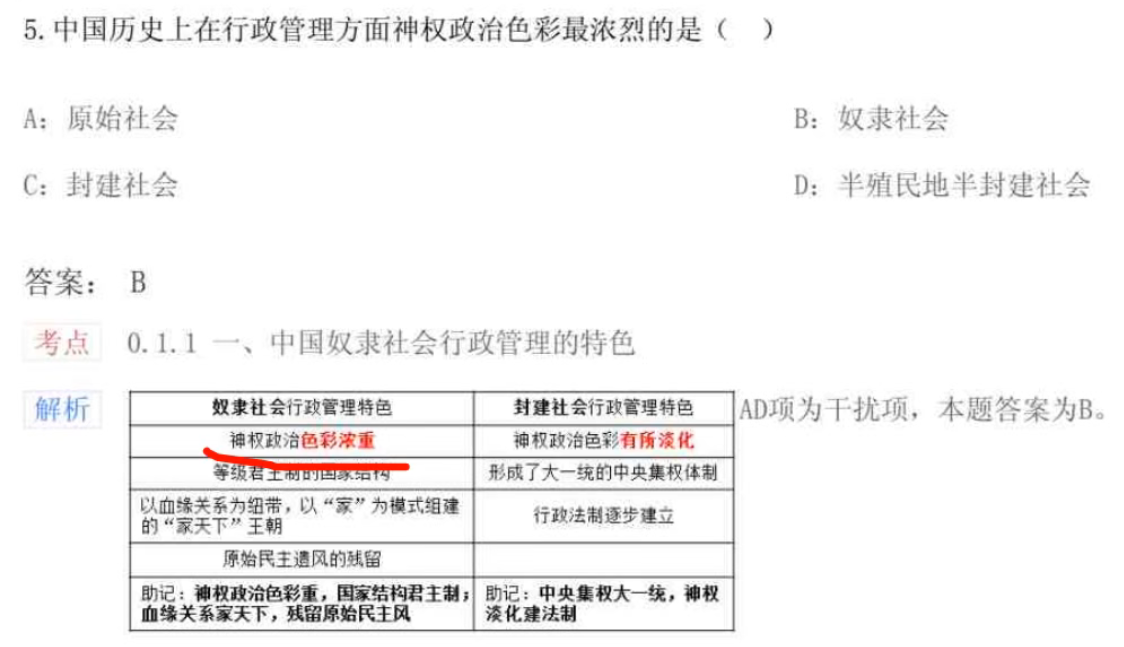 5. 中国历史上在行政管理方面神权政治色彩最浓烈的是（ ）
A：原始社会
B：奴隶社会
C：封建社会
D：半殖民地半封建社会
答案： B
考点 0.1.1 一、中国奴隶社会行政管理的特色
解析
奴隶社会行政管理特色 封建社会行政管理特色
AD项为干扰项，本题答案为B。
神权政治色彩浓重 神权政治色彩有所淡化
等级君主制的国家结构 形成了大一统的中央集权体制
以血缘关系为纽带，以“家”为模式组建
的“家天下”王朝
行政法制逐步建立
原始民主遗风的残留
助记：神权政治色彩重，国家结构君主制；
血缘关系家天下，残留原始民主风
助记：中央集权大一统，神权
淡化建法制